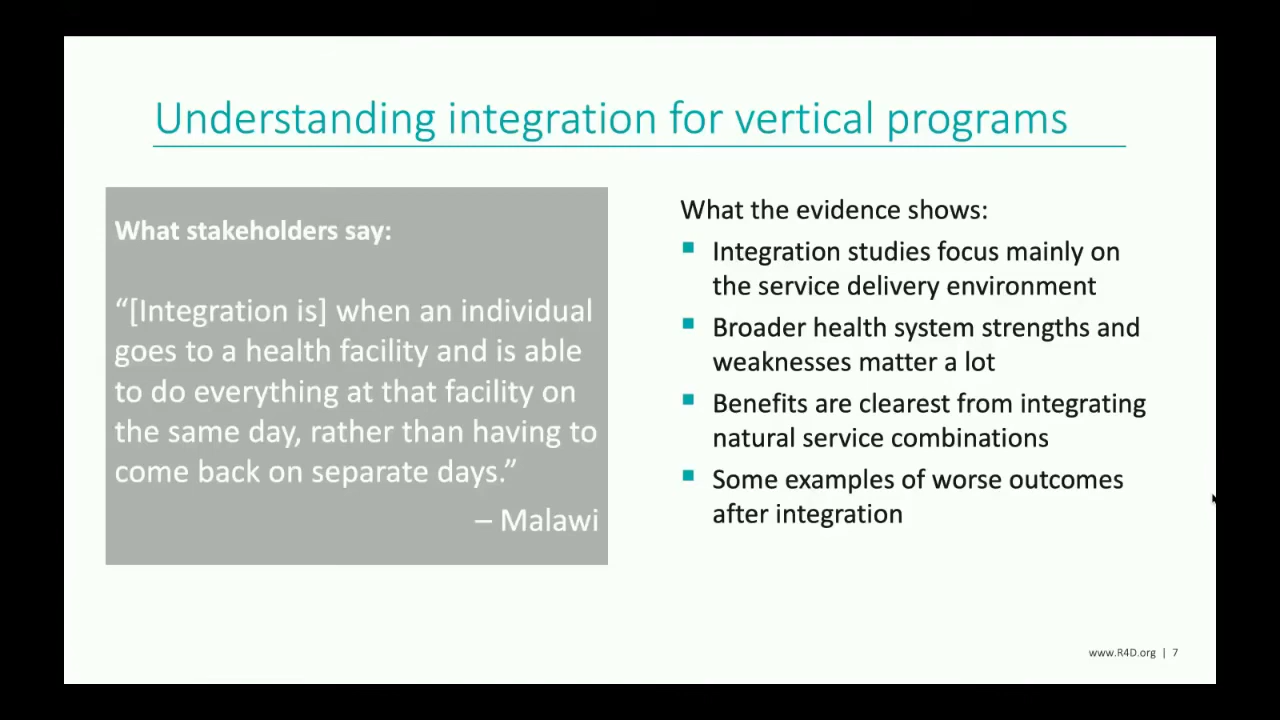 Understanding integration for vertical programs
What stakeholders say:
“[Integration is] when an individual
goes to a health facility and is able
to do everything at that facility on
the same day, rather than having to
come back on separate days.”
– Malawi
What the evidence shows:
Integration studies focus mainly on
the service delivery environment
Broader health system strengths and
weaknesses matter a lot
Benefits are clearest from integrating
natural service combinations
Some examples of worse outcomes
after integration
www.R4D.org | 7